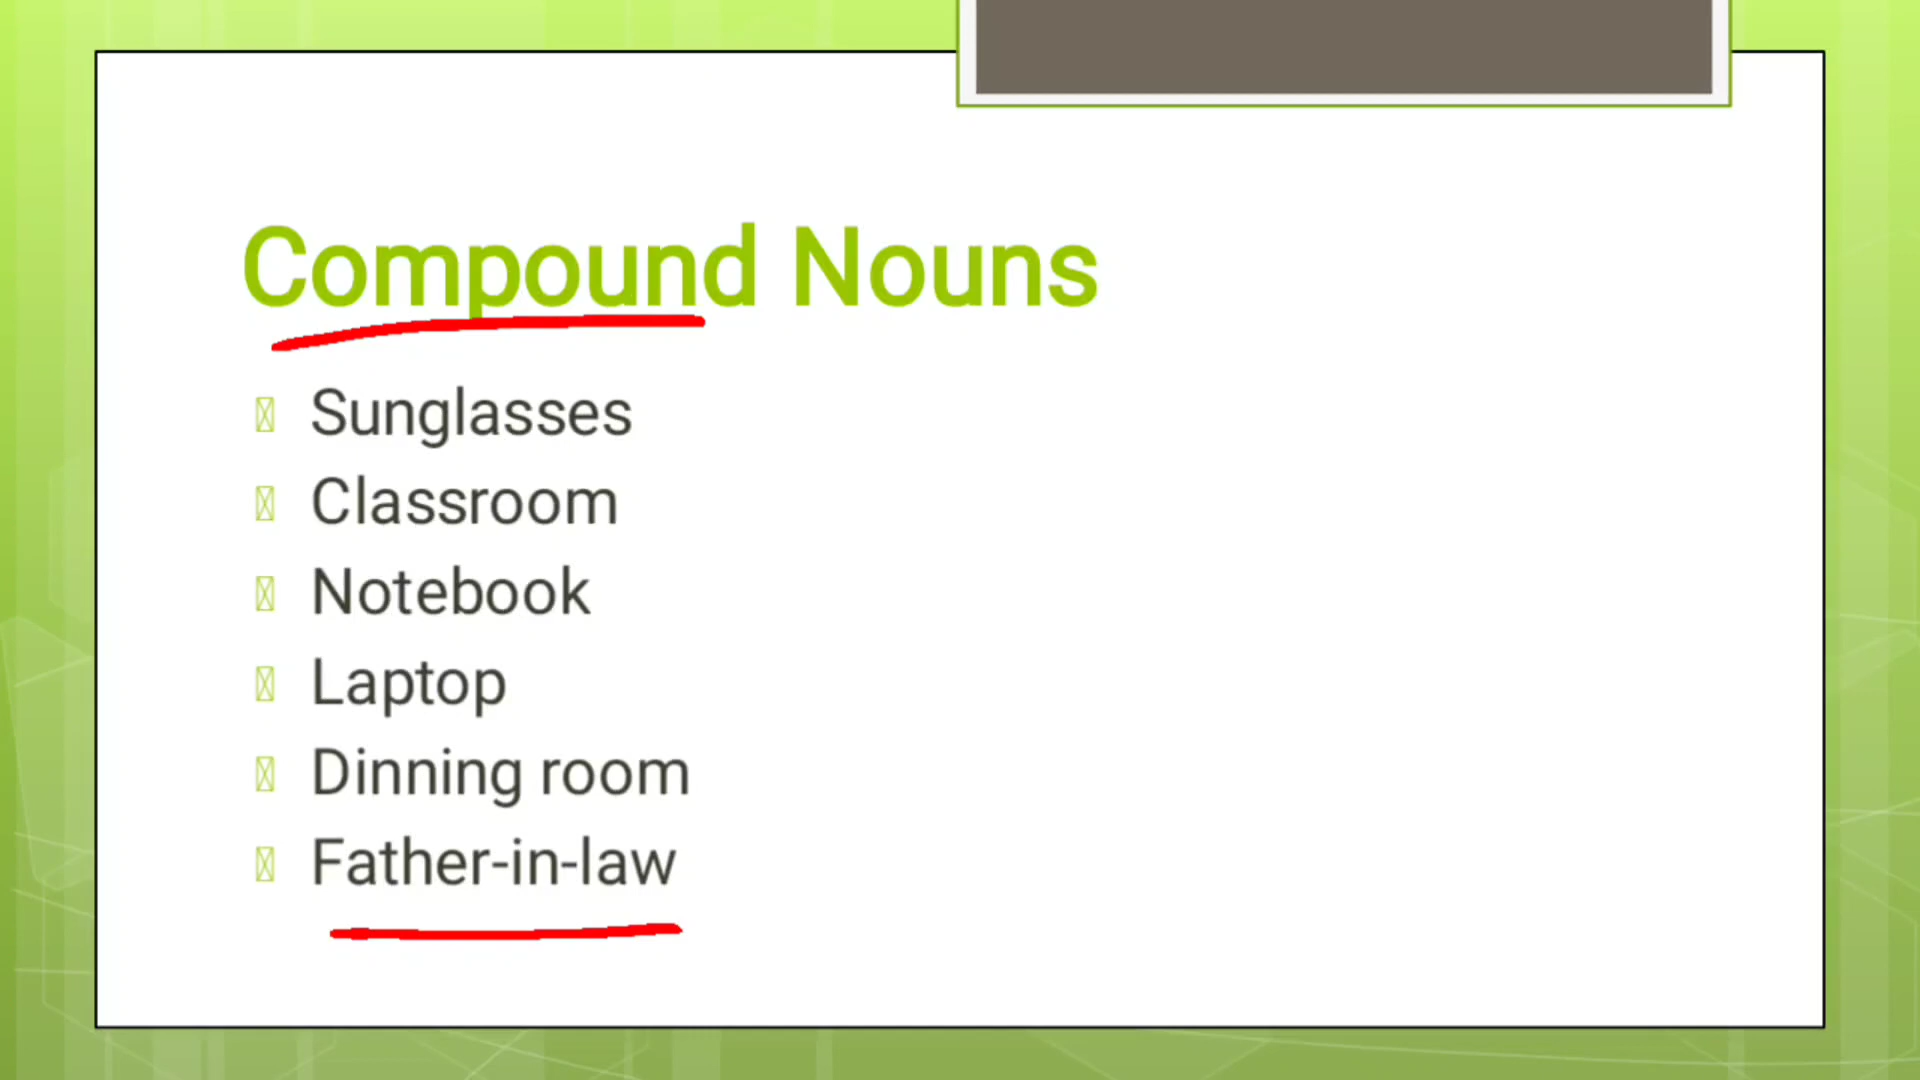 Compound Nouns
Sunglasses
Classroom
Notebook
Laptop
Dinning room
Father-in-law